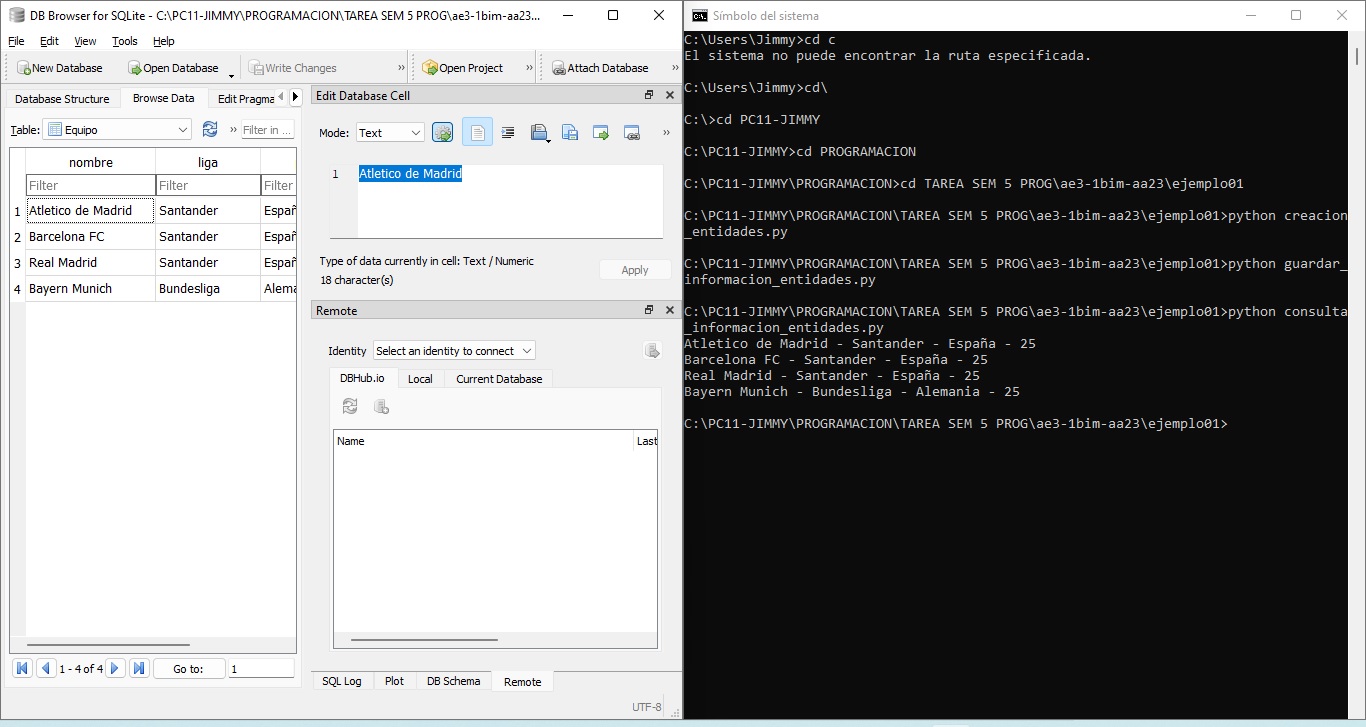 DB Browser for SQLite - C:\PC11-JIMMY\PROGRAMACION\TAREA SEM 5 PROG\ae3-1bim-aa23...
File Edit View Tools Help
New Database Open Database Write Changes » Open Project » Attach Database »
Database Structure Browse Data Edit Pragma
Table: Equipo » Filter in ...
nombre liga
Filter Filter Filter
1 Atletico de Madrid Santander Españ
2 Barcelona FC Santander Españ
3 Real Madrid Santander Españ
4 Bayern Munich Bundesliga Alema
1 - 4 of 4 Go to: 1
Edit Database Cell
Mode: Text »
1 Atletico de Madrid
Type of data currently in cell: Text / Numeric
18 character(s)
Apply
Remote
Identity Select an identity to connect
DBHub.io Local Current Database
Name Last
SQL Log Plot DB Schema Remote
UTF-8
Símbolo del sistema
C:\Users\Jimmy>cd c
El sistema no puede encontrar la ruta especificada.
C:\Users\Jimmy>cd\
C:\>cd PC11-JIMMY
C:\PC11-JIMMY>cd PROGRAMACION
C:\PC11-JIMMY\PROGRAMACION>cd TAREA SEM 5 PROG\ae3-1bim-aa23\ejemplo01
C:\PC11-JIMMY\PROGRAMACION\TAREA SEM 5 PROG\ae3-1bim-aa23\ejemplo01>python creacion
_entidades.py
C:\PC11-JIMMY\PROGRAMACION\TAREA SEM 5 PROG\ae3-1bim-aa23\ejemplo01>python guardar_
informacion_entidades.py
C:\PC11-JIMMY\PROGRAMACION\TAREA SEM 5 PROG\ae3-1bim-aa23\ejemplo01>python consulta
_informacion_entidades.py
Atletico de Madrid - Santander - España - 25
Barcelona FC - Santander - España - 25
Real Madrid - Santander - España - 25
Bayern Munich - Bundesliga - Alemania - 25
C:\PC11-JIMMY\PROGRAMACION\TAREA SEM 5 PROG\ae3-1bim-aa23\ejemplo01>